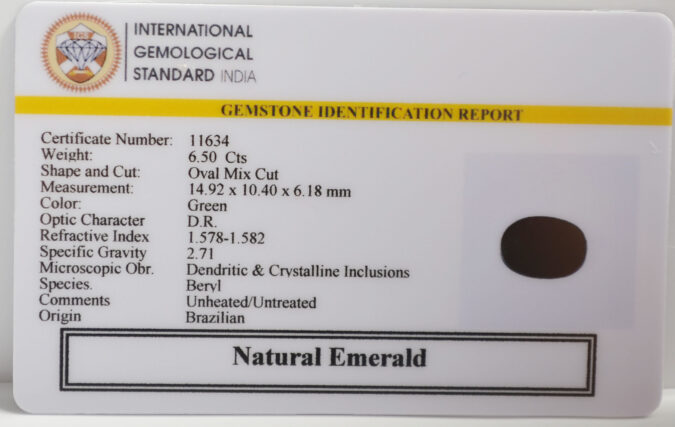 IGS
INTERNATIONAL
GEMOLOGICAL
STANDARD INDIA
GEMSTONE IDENTIFICATION REPORT
Certificate Number: 11634
Weight: 6.50 Cts
Shape and Cut: Oval Mix Cut
Measurement: 14.92 x 10.40 x 6.18 mm
Color: Green
Optic Character D.R.
Refractive Index 1.578-1.582
Specific Gravity 2.71
Microscopic Obr. Dendritic & Crystalline Inclusions
Species. Beryl
Comments Unheated/Untreated
Origin Brazilian
Natural Emerald